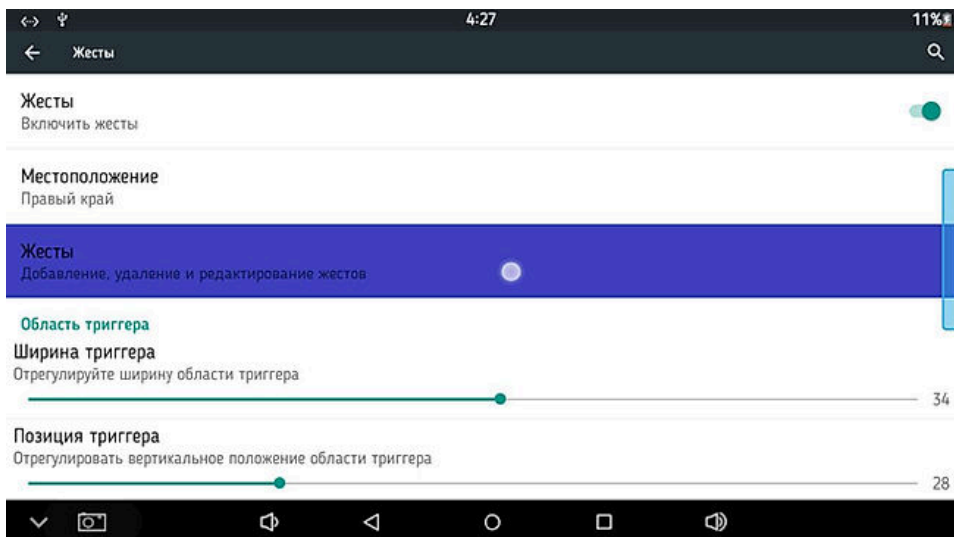 4:27
11%
Жесты
Жесты
Включить жесты
Местоположение
Правый край
Жесты
Добавление, удаление и редактирование жестов
Область триггера
Ширина триггера
Отрегулируйте ширину области триггера
34
Позиция триггера
Отрегулировать вертикальное положение области триггера
28